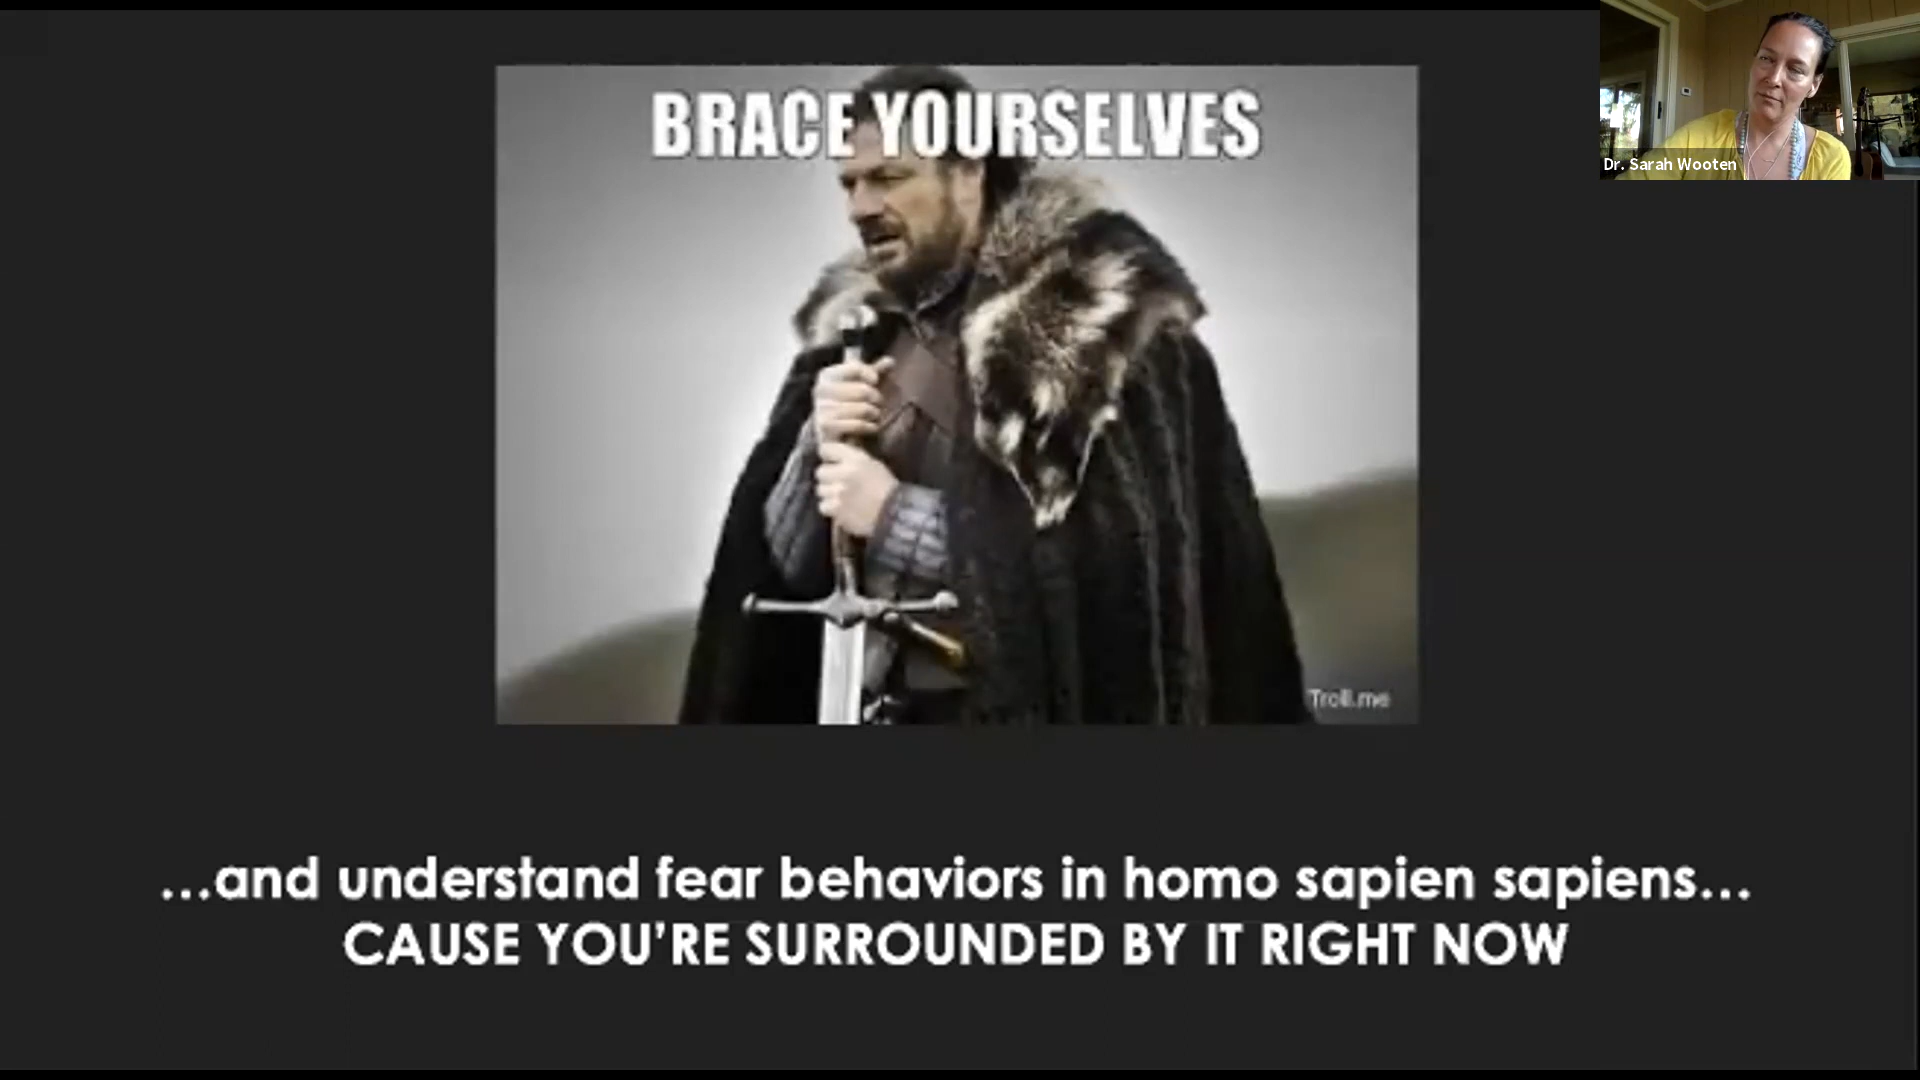 BRACE YOURSELVES
Dr. Sarah Wooten
Troll.me
...and understand fear behaviors in homo sapien sapiens...
CAUSE YOU'RE SURROUNDED BY IT RIGHT NOW